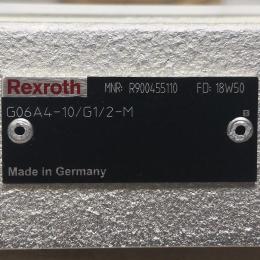 Rexroth MNR: R900455110 FD: 18W50
G06A4-10/G1/2-M
B
Made in Germany